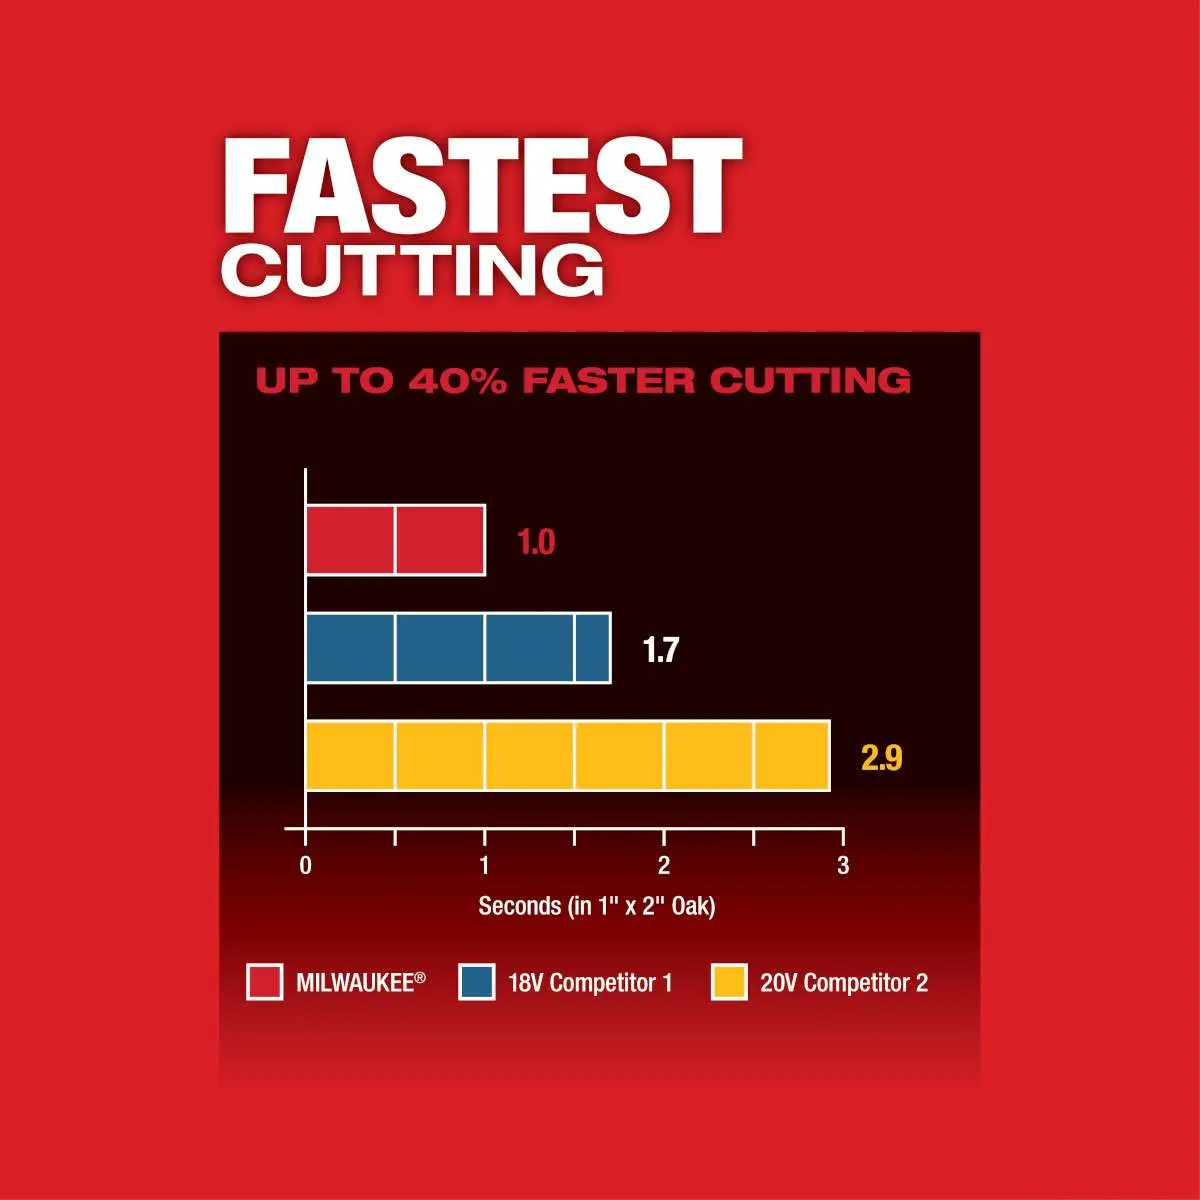 FASTEST
CUTTING
UP TO 40% FASTER CUTTING
1.0
1.7
2.9
0 1 2 3
Seconds (in 1" x 2" Oak)
MILWAUKEE® 18V Competitor 1 20V Competitor 2